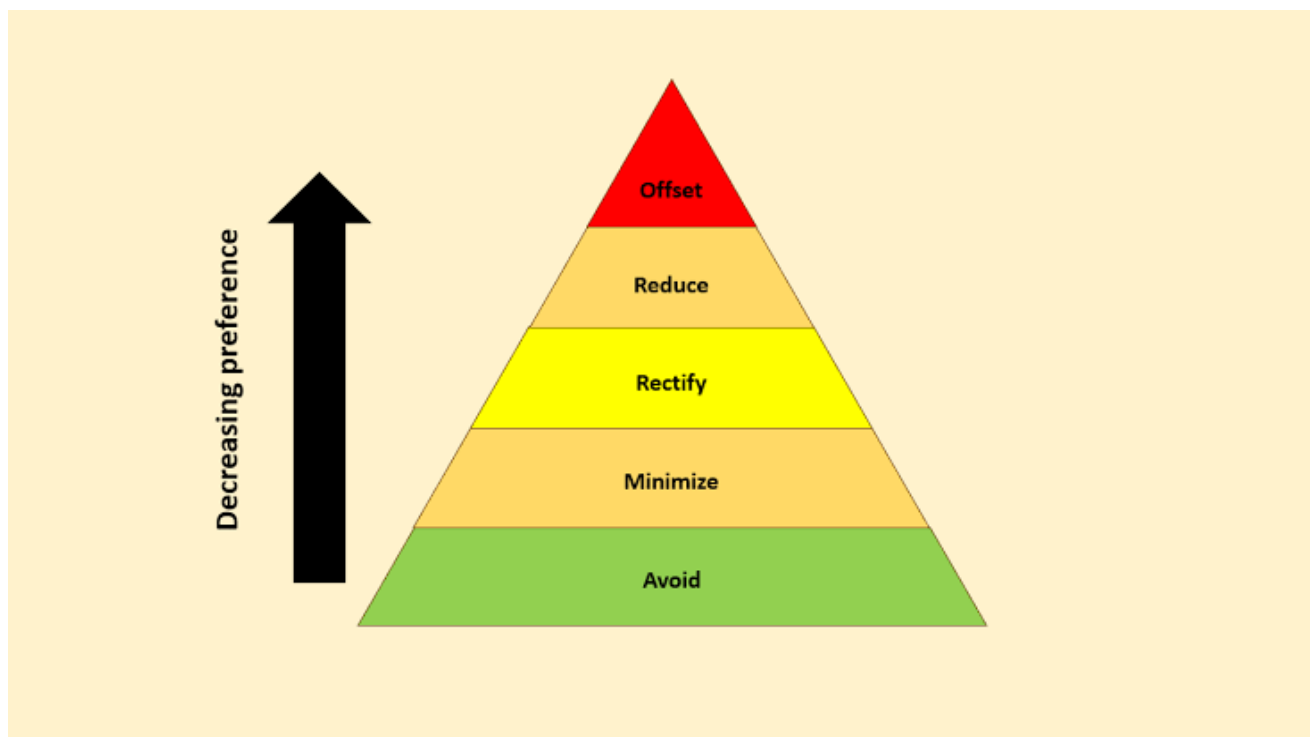 Decreasing preference
Offset
Reduce
Rectify
Minimize
Avoid